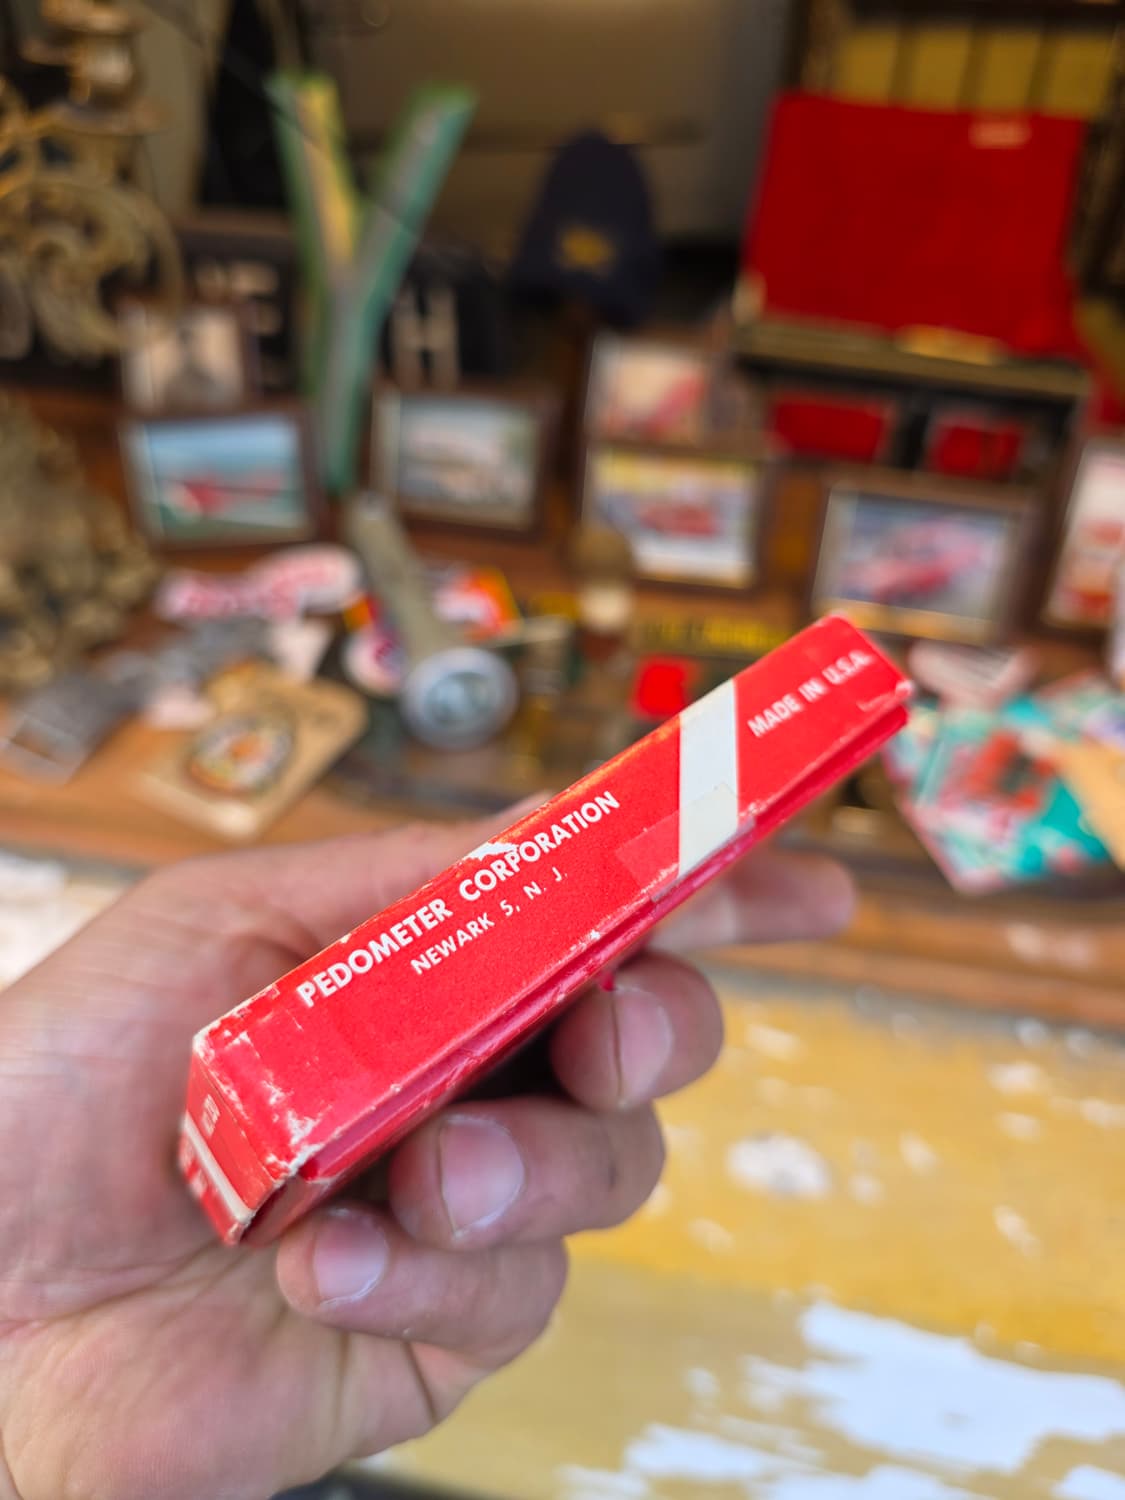 PEDOMETER CORPORATION
NEWARK 5, N. J.
MADE IN U.S.A.